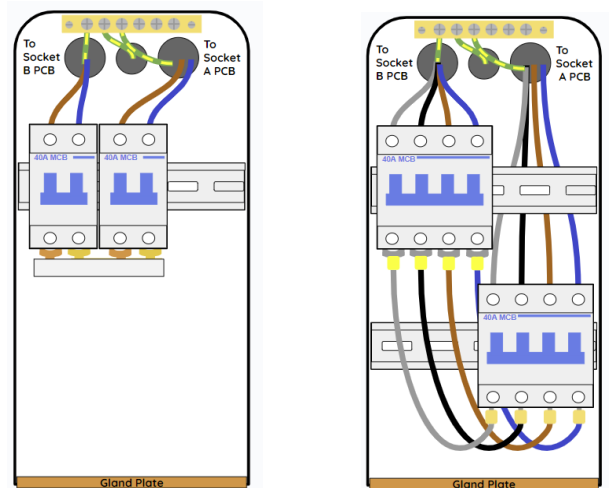 To
Socket
B PCB
To
Socket
A PCB
40A MCB
40A MCB
Gland Plate
To
Socket
B PCB
To
Socket
A PCB
40A MCB
40A MCB
Gland Plate